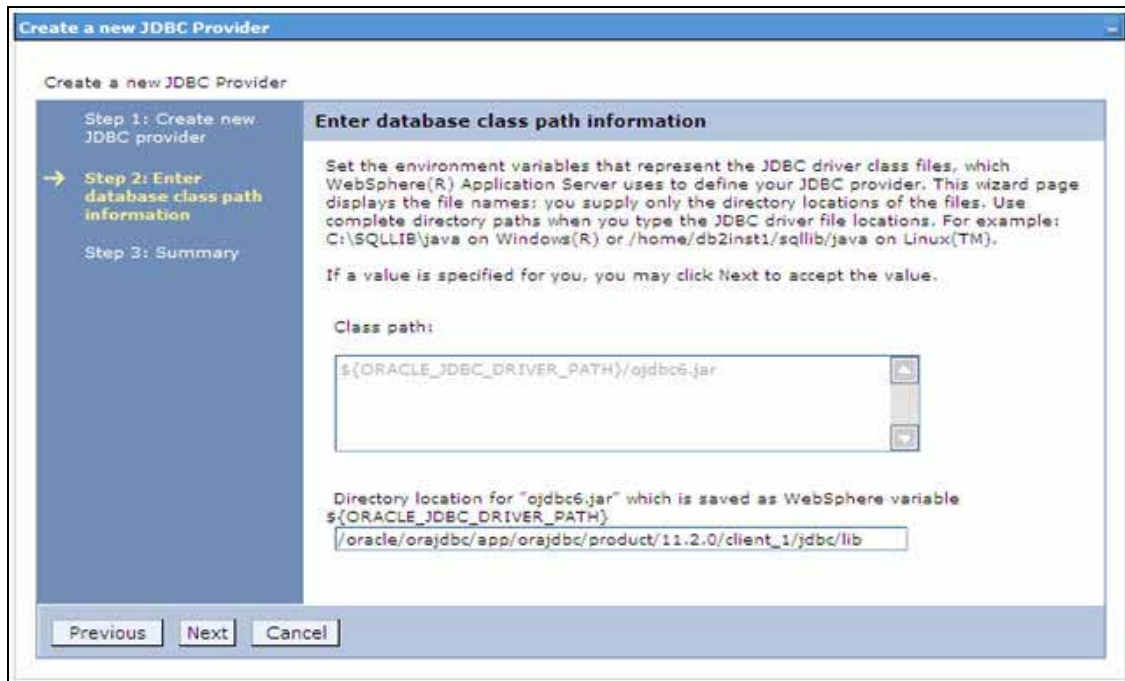 Create a new JDBC Provider
Create a new JDBC Provider
Step 1: Create new
JDBC provider
Step 2: Enter
database class path
information
Step 3: Summary
Enter database class path information
Set the environment variables that represent the JDBC driver class files, which
WebSphere(R) Application Server uses to define your JDBC provider. This wizard page
displays the file names; you supply only the directory locations of the files. Use
complete directory paths when you type the JDBC driver file locations. For example:
C:\SQLLIB\java on Windows(R) or /home/db2inst1/sqllib/java on Linux(TM).
If a value is specified for you, you may click Next to accept the value.
Class path:
${ORACLE_JDBC_DRIVER_PATH}/ojdbc6.jar
Directory location for "ojdbc6.jar" which is saved as WebSphere variable
${ORACLE_JDBC_DRIVER_PATH}
/oracle/orajdbc/app/orajdbc/product/11.2.0/client_1/jdbc/lib
Previous Next Cancel